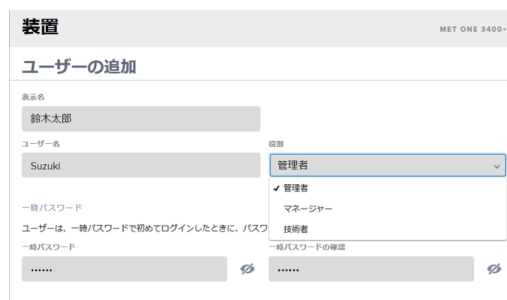 装置
MET ONE 3400+
ユーザーの追加
表示名
鈴木太郎
ユーザー名
役割
Suzuki
管理者
✓ 管理者
マネージャー
技術者
一時パスワード
ユーザーは、一時パスワードで初めてログインしたときに、パスワ
一時パスワード
一時パスワードの確認
••••••
••••••